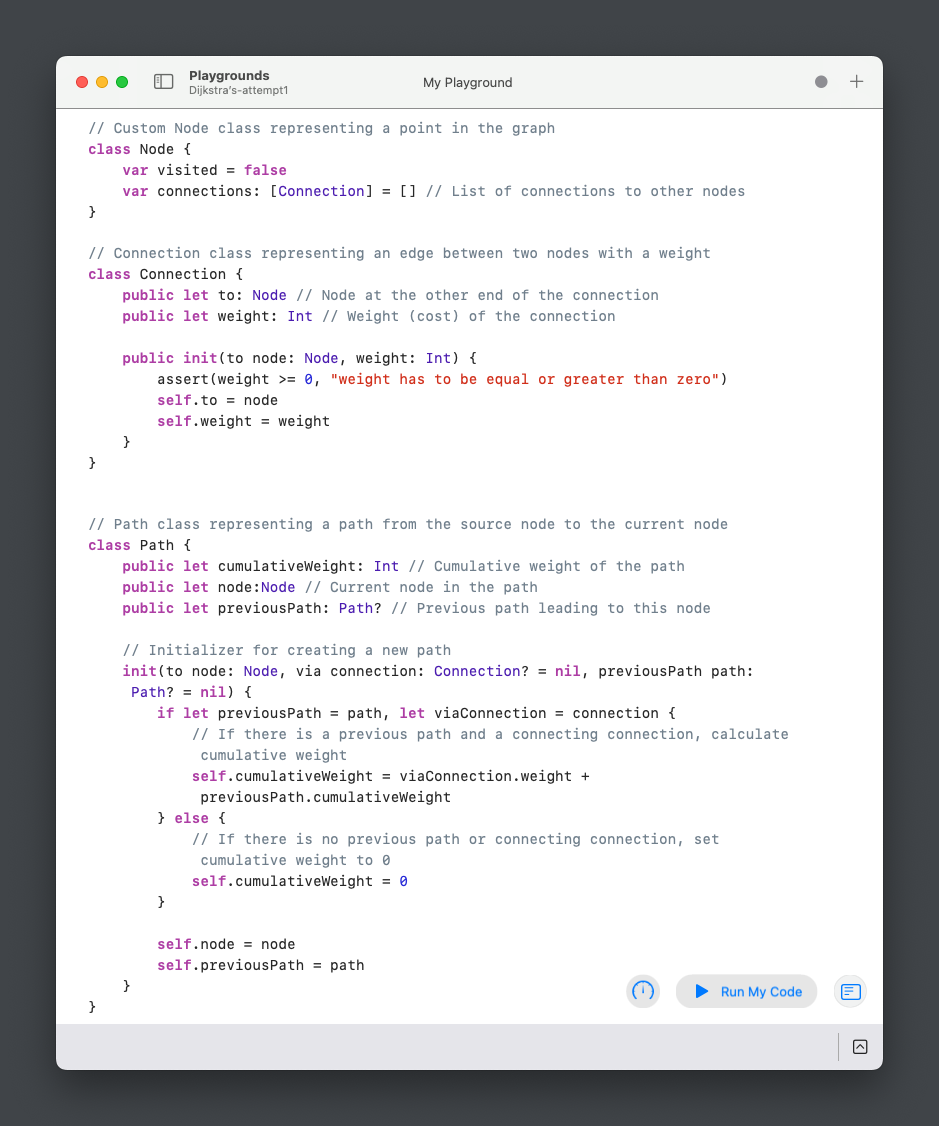 Playgrounds
Dijkstra's-attempt1
My Playground
// Custom Node class representing a point in the graph
class Node {
    var visited = false
    var connections: [Connection] = [] // List of connections to other nodes
}
// Connection class representing an edge between two nodes with a weight
class Connection {
    public let to: Node // Node at the other end of the connection
    public let weight: Int // Weight (cost) of the connection
    public init(to node: Node, weight: Int) {
        assert(weight >= 0, "weight has to be equal or greater than zero")
        self.to = node
        self.weight = weight
    }
}
// Path class representing a path from the source node to the current node
class Path {
    public let cumulativeWeight: Int // Cumulative weight of the path
    public let node:Node // Current node in the path
    public let previousPath: Path? // Previous path leading to this node
    // Initializer for creating a new path
    init(to node: Node, via connection: Connection? = nil, previousPath path:
     Path? = nil) {
        if let previousPath = path, let viaConnection = connection {
            // If there is a previous path and a connecting connection, calculate
             cumulative weight
            self.cumulativeWeight = viaConnection.weight +
             previousPath.cumulativeWeight
        } else {
            // If there is no previous path or connecting connection, set
             cumulative weight to 0
            self.cumulativeWeight = 0
        }
        self.node = node
        self.previousPath = path
    }
}
Run My Code